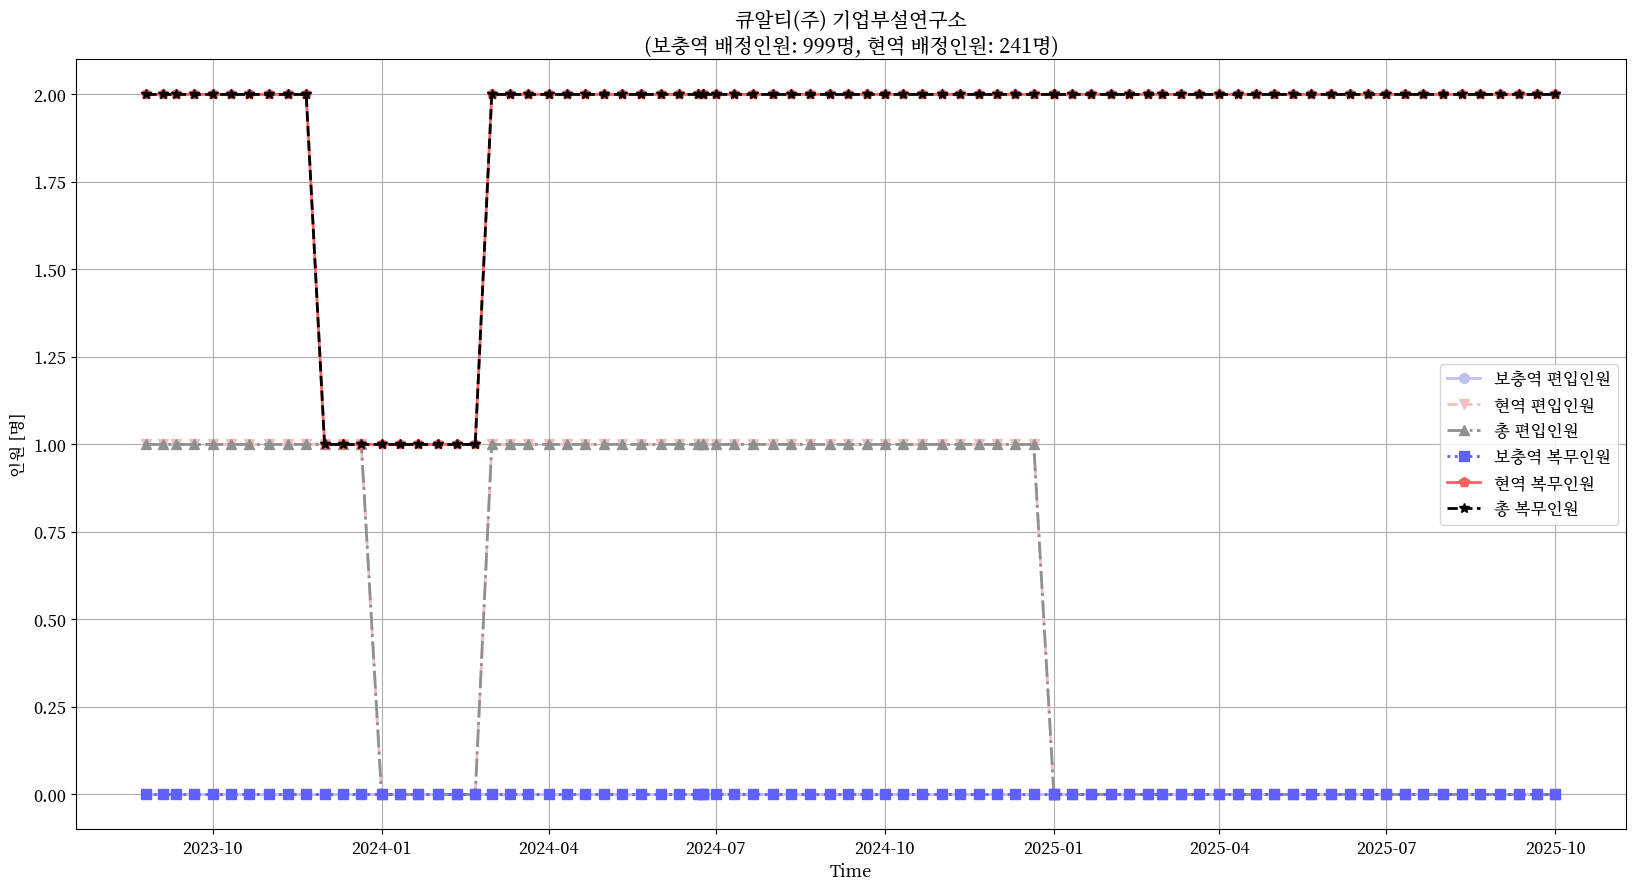 큐알티(주) 기업부설연구소
(보충역 배정인원: 999명, 현역 배정인원: 241명)
2.00
1.75
1.50
1.25
1.00
0.75
0.50
0.25
0.00
인원 [명]
보충역 편입인원
현역 편입인원
총 편입인원
보충역 복무인원
현역 복무인원
총 복무인원
2023-10 2024-01 2024-04 2024-07 2024-10 2025-01 2025-04 2025-07 2025-10
Time